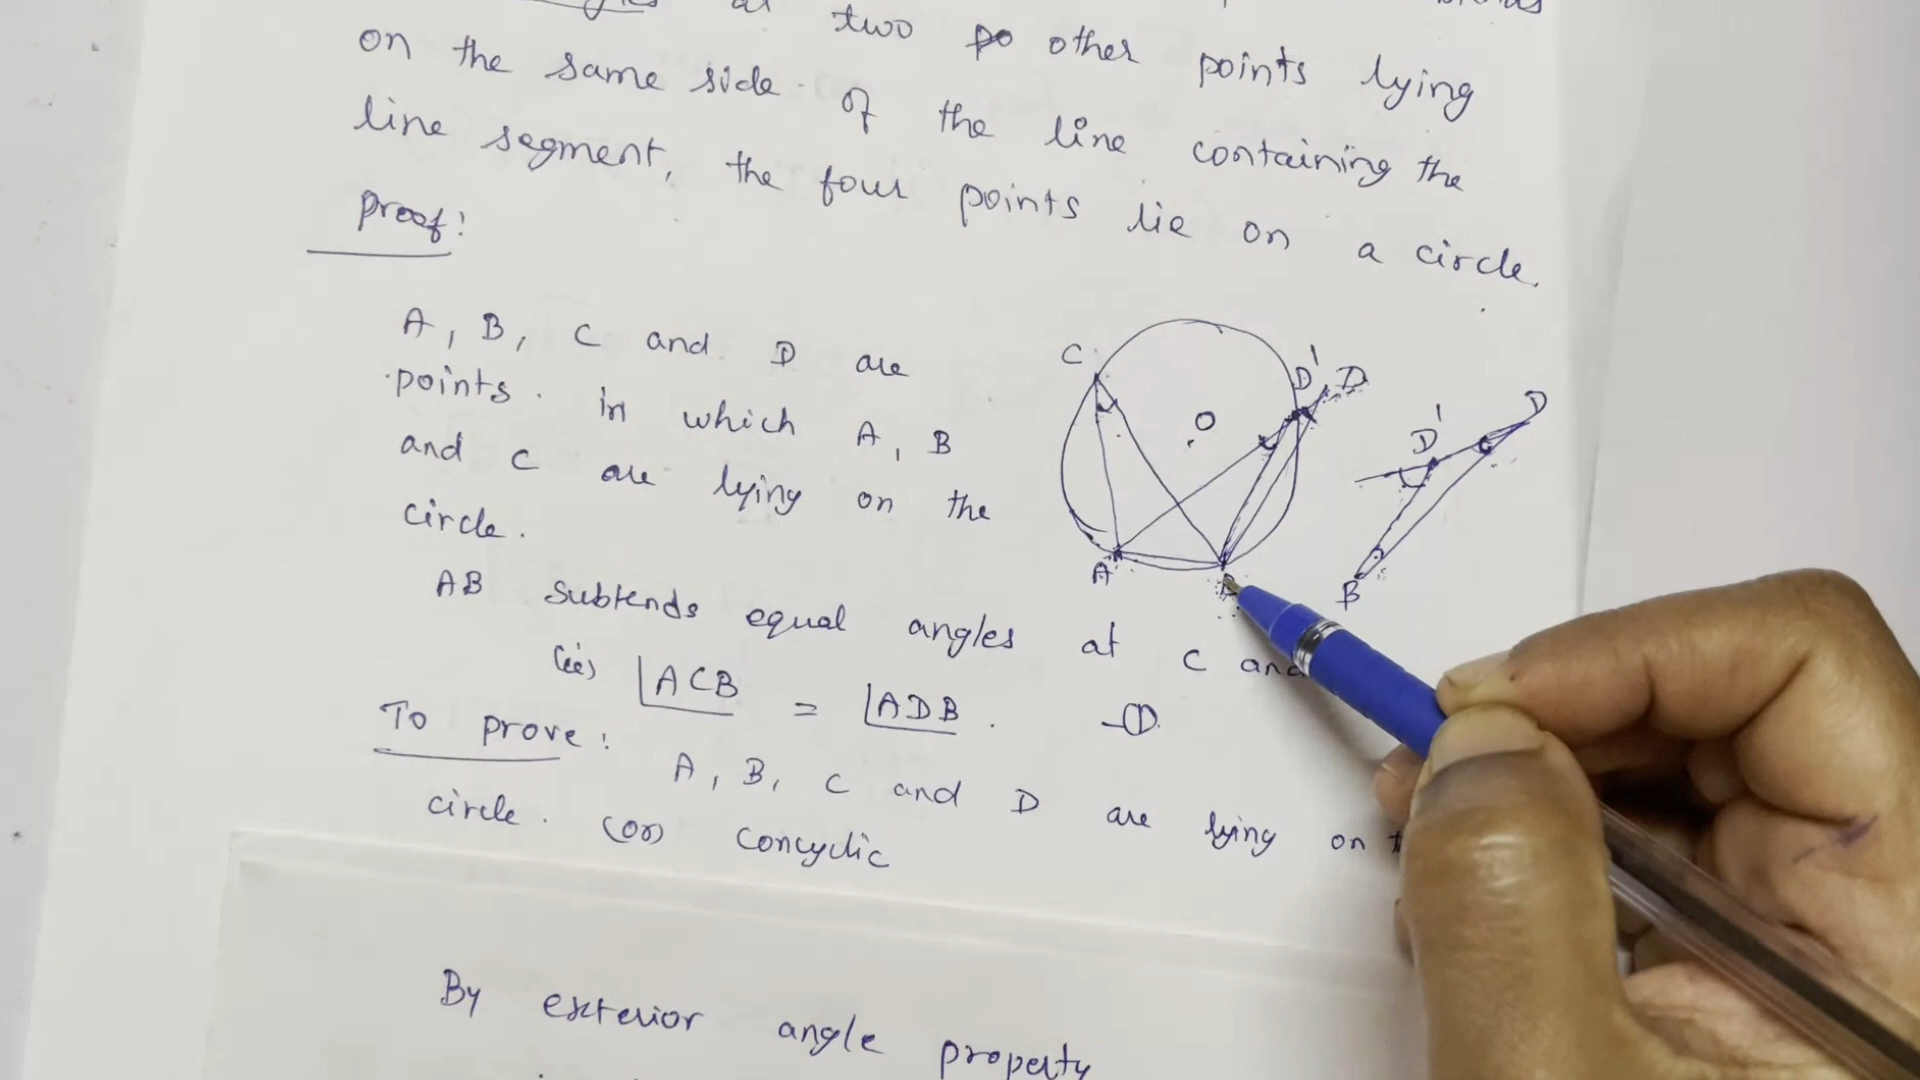 at two po other points lying
on the same side of the line containing the
line segment, the four points lie on a circle.
Proof:
A, B, C and D are
points in which A, B
and C are lying on the
circle.
AB subtends equal angles at C and
(ie) ∠ACB = ∠ADB. —①
To prove: A, B, C and D are lying on
circle. (or) concyclic
By exterior angle property
C
D'
D
O
A
D'
D
B